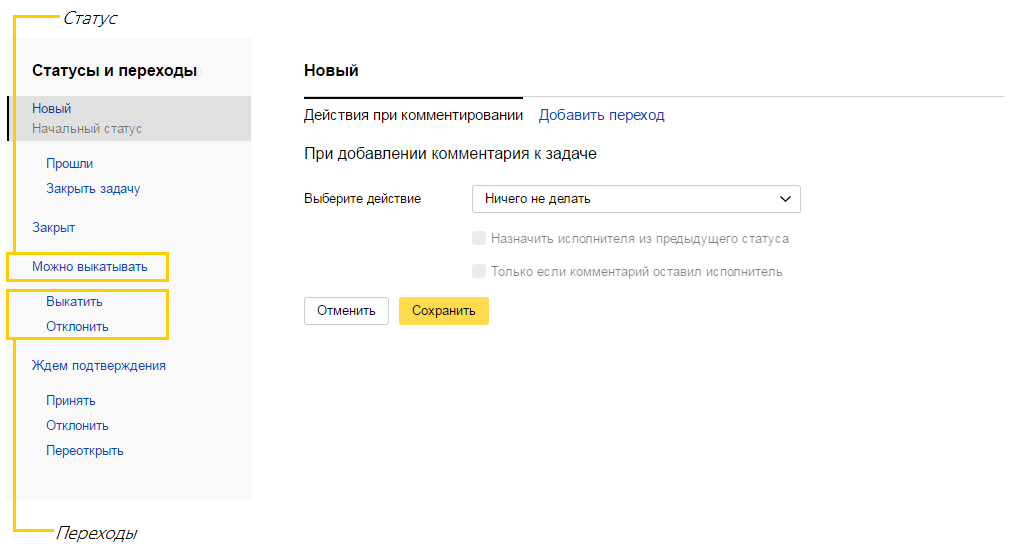 Статус
Статусы и переходы
Новый
Начальный статус
Прошли
Закрыть задачу
Закрыт
Можно выкатывать
Выкатить
Отклонить
Ждем подтверждения
Принять
Отклонить
Переоткрыть
Переходы
Новый
Действия при комментировании Добавить переход
При добавлении комментария к задаче
Выберите действие Ничего не делать
Назначить исполнителя из предыдущего статуса
Только если комментарий оставил исполнитель
Отменить Сохранить